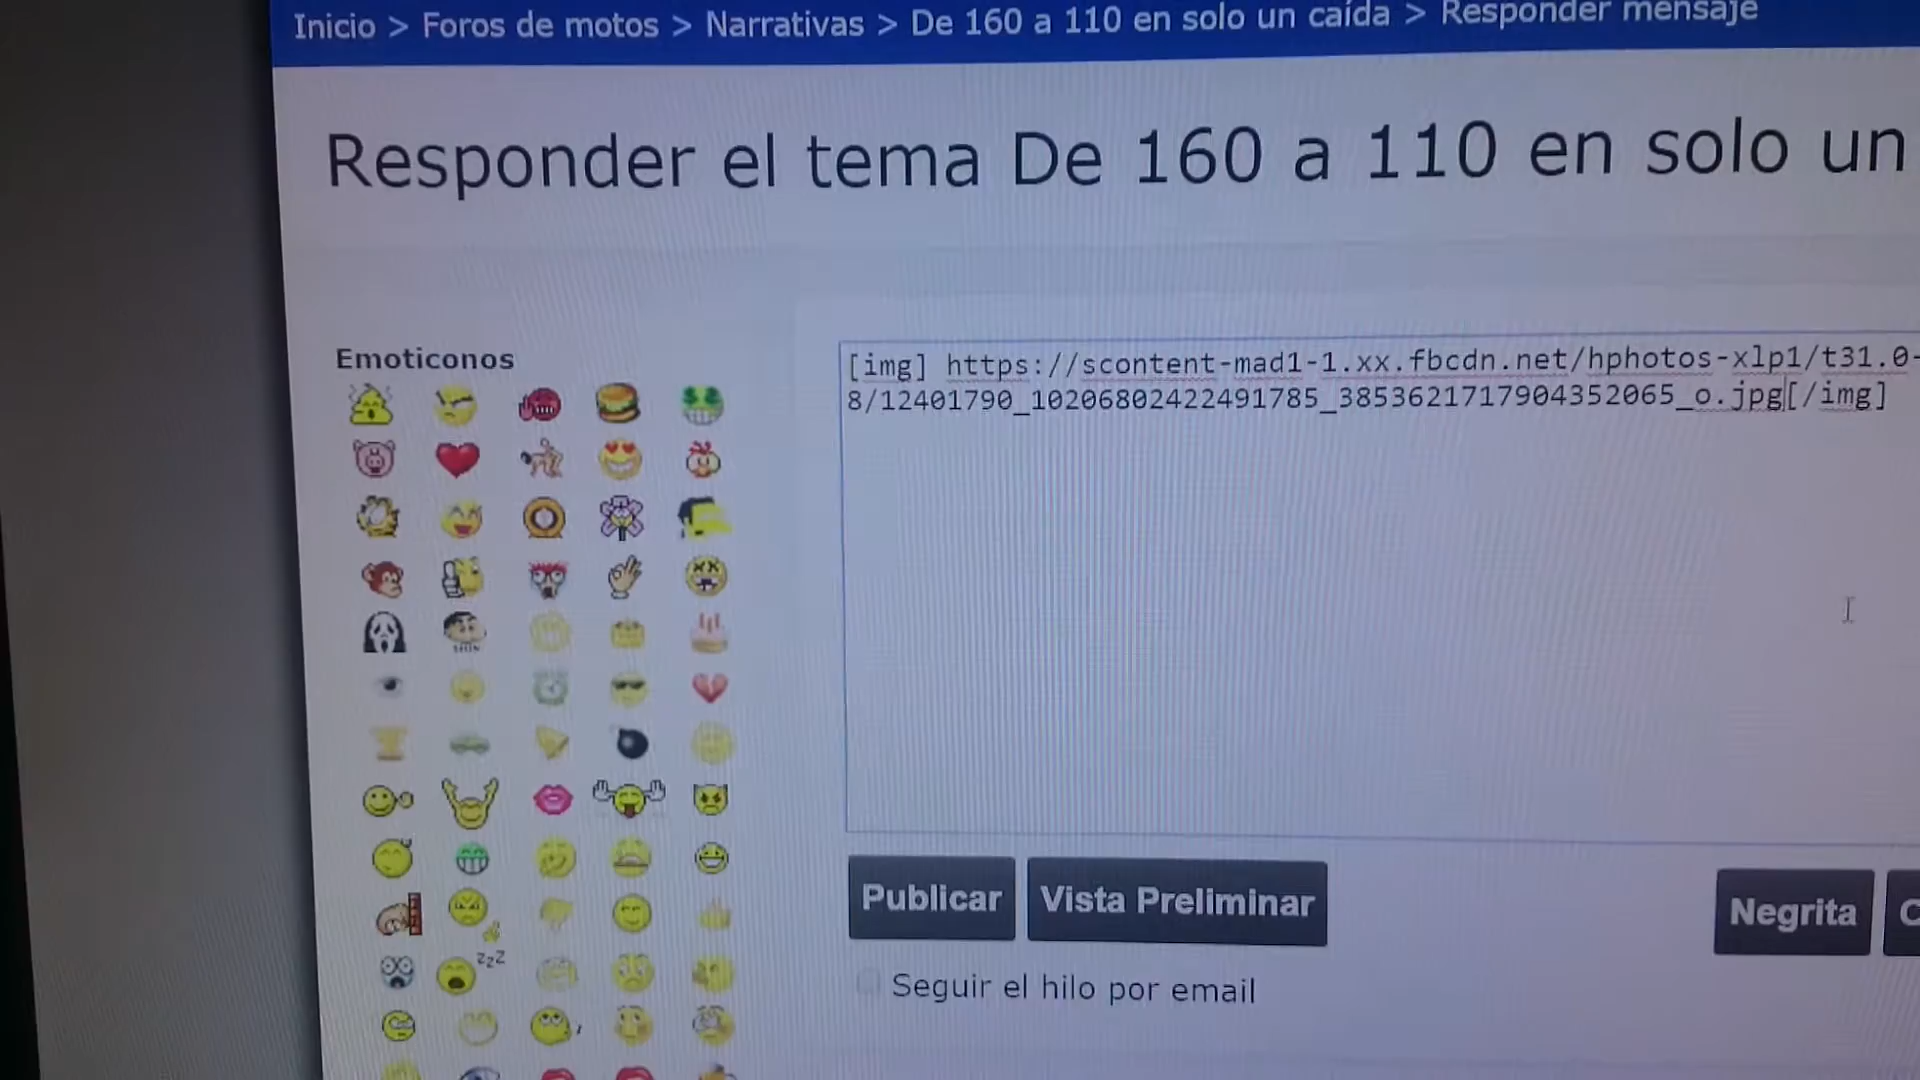 Inicio > Foros de motos > Narrativas > De 160 a 110 en solo un caída > Responder mensaje
Responder el tema De 160 a 110 en solo un
Emoticonos
[img] https://scontent-mad1-1.xx.fbcdn.net/hphotos-xlp1/t31.0-
8/12401790_10206802422491785_3853621717904352065_o.jpg[/img]
Publicar
Vista Preliminar
Negrita
Seguir el hilo por email